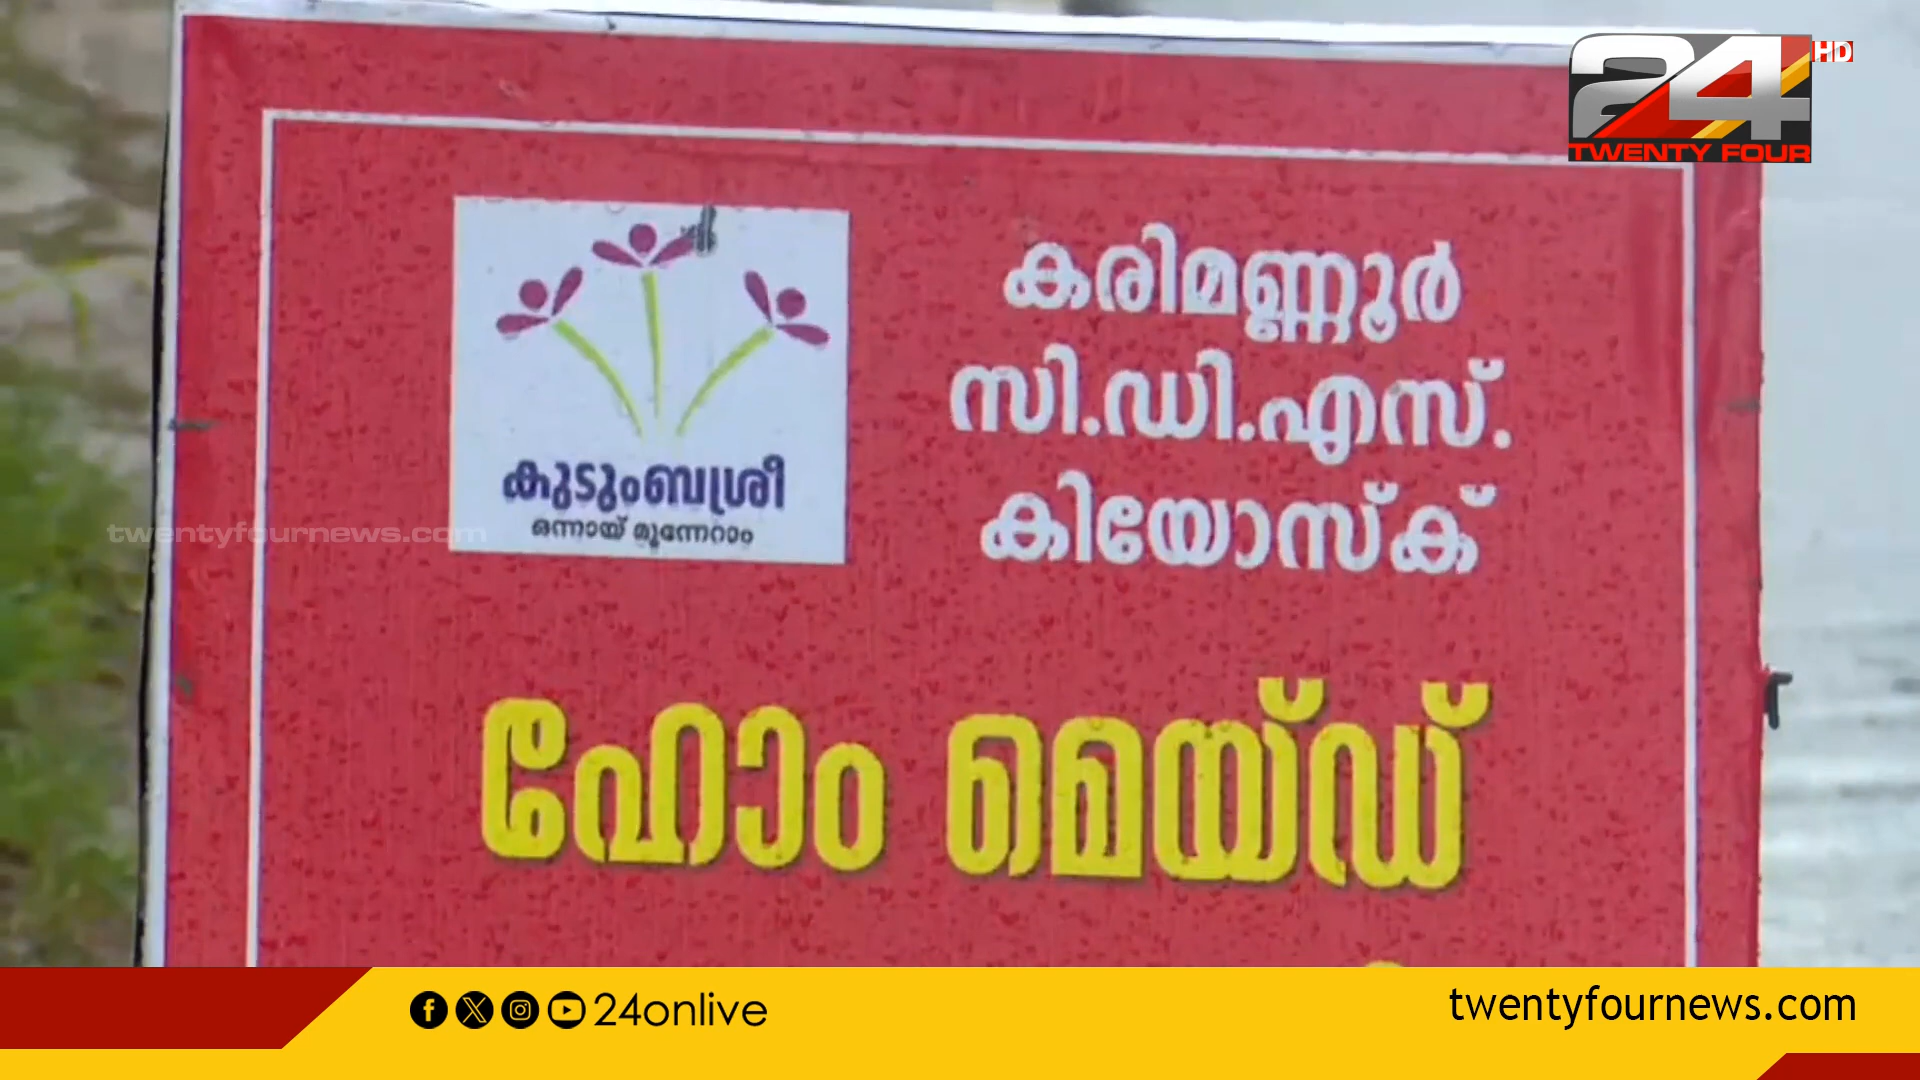 24
HD
TWENTY FOUR
കരിമണ്ണൂർ
സി.ഡി.എസ്.
കിയോസ്ക്
കുടുംബശ്രീ
ഒന്നായ് മുന്നേറാം
twentyfournews.com
ഹോം മെയ്ഡ്
24onlive
twentyfournews.com